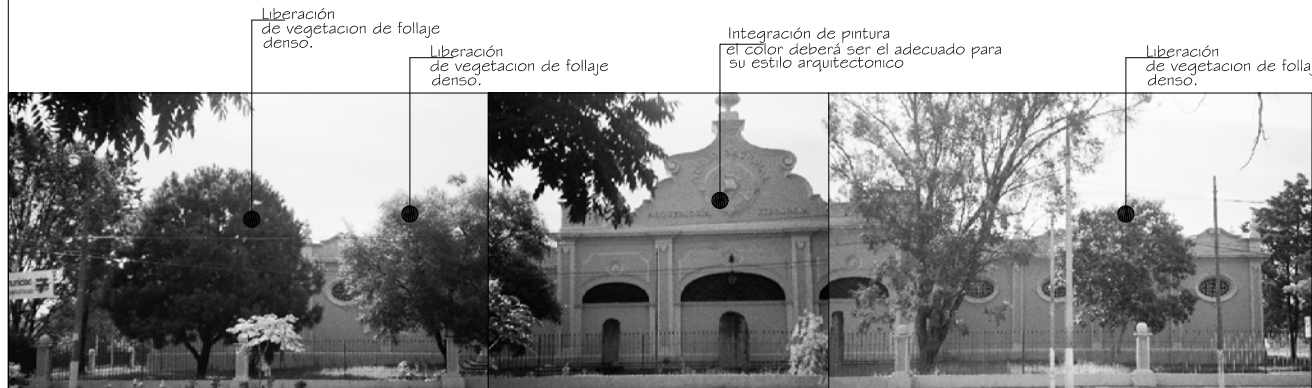 Liberación
de vegetacion de follaje
denso.
Liberación
de vegetacion de follaje
denso.
Integración de pintura
el color deberá ser el adecuado para
su estilo arquitectonico
Liberación
de vegetacion de folla
denso.